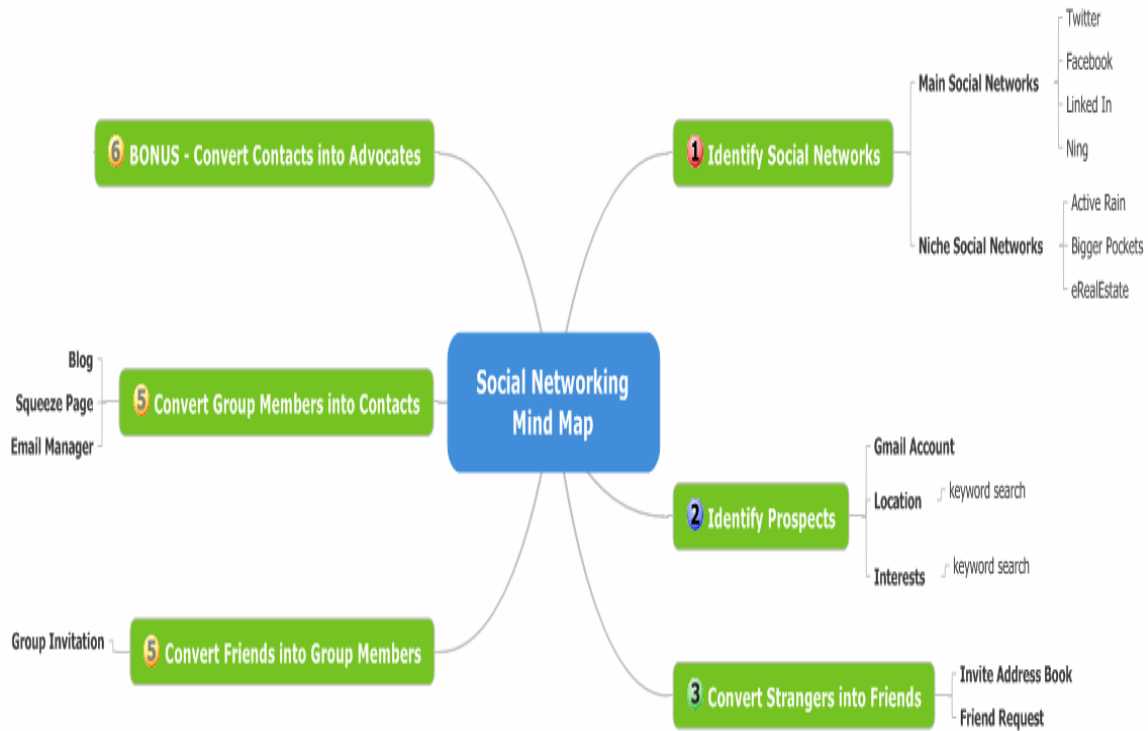 Social Networking
Mind Map
1 Identify Social Networks
Main Social Networks
Twitter
Facebook
Linked In
Ning
Niche Social Networks
Active Rain
Bigger Pockets
eRealEstate
2 Identify Prospects
Gmail Account
Location
keyword search
Interests
keyword search
3 Convert Strangers into Friends
Invite Address Book
Friend Request
5 Convert Friends into Group Members
Group Invitation
5 Convert Group Members into Contacts
Blog
Squeeze Page
Email Manager
6 BONUS - Convert Contacts into Advocates